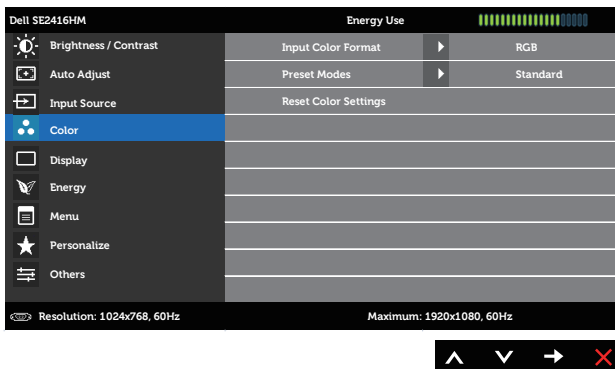 Dell SE2416HM Energy Use
Brightness / Contrast Input Color Format RGB
Auto Adjust Preset Modes Standard
Input Source Reset Color Settings
Color
Display
Energy
Menu
Personalize
Others
Resolution: 1024x768, 60Hz Maximum: 1920x1080, 60Hz